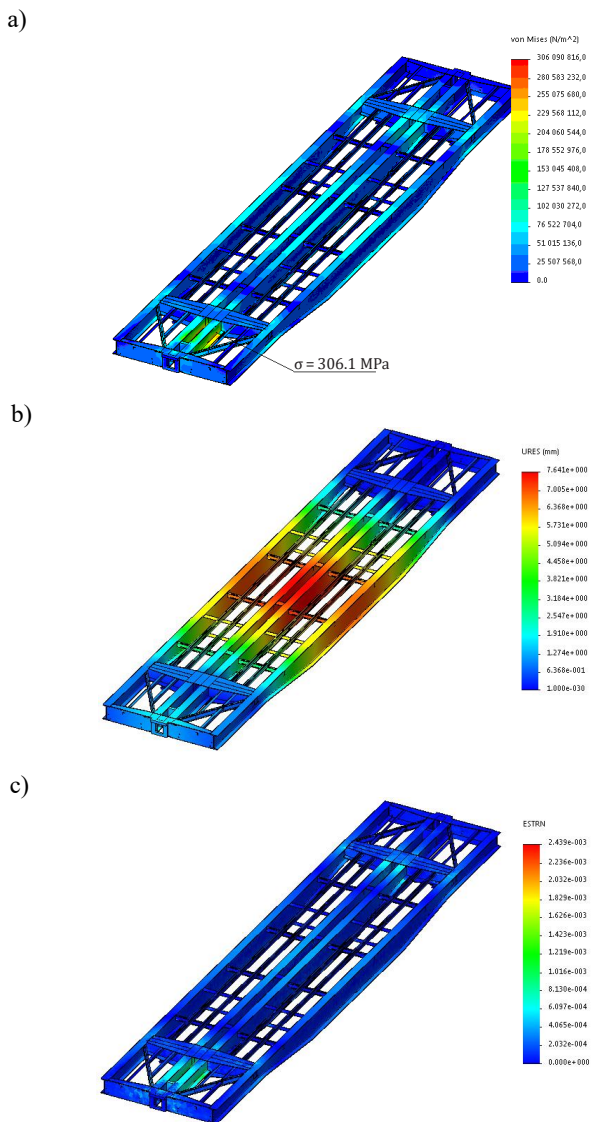 a)
von Mises (N/m^2)
306 090 816,0
280 583 232,0
255 075 680,0
229 568 112,0
204 060 544,0
178 552 976,0
153 045 408,0
127 537 840,0
102 030 272,0
76 522 704,0
51 015 136,0
25 507 568,0
0.0
σ = 306.1 MPa
b)
URES (mm)
7.641e+000
7.005e+000
6.368e+000
5.731e+000
5.094e+000
4.458e+000
3.821e+000
3.184e+000
2.547e+000
1.910e+000
1.274e+000
6.368e-001
1.000e-030
c)
ESTRN
2.439e-003
2.236e-003
2.032e-003
1.829e-003
1.626e-003
1.423e-003
1.219e-003
1.016e-003
8.130e-004
6.097e-004
4.065e-004
2.032e-004
0.000e+000